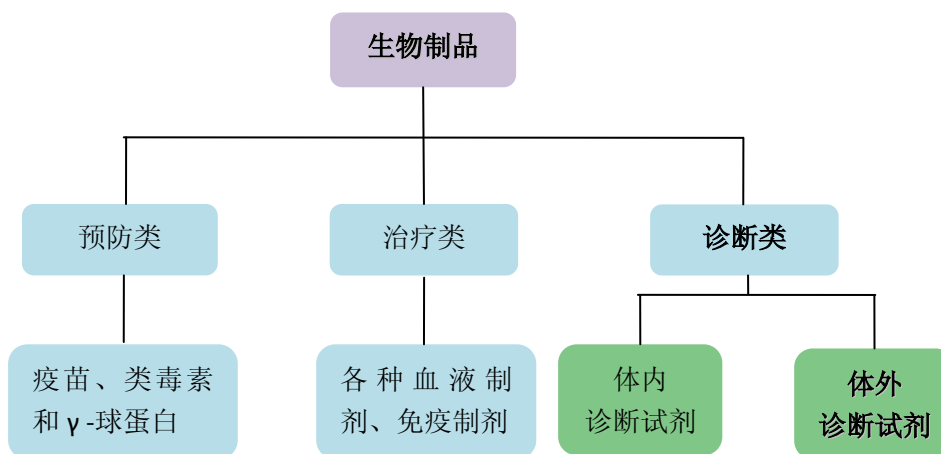 生物制品
预防类
治疗类
诊断类
疫苗、类毒素
和γ-球蛋白
各种血液制
剂、免疫制剂
体内
诊断试剂
体外
诊断试剂